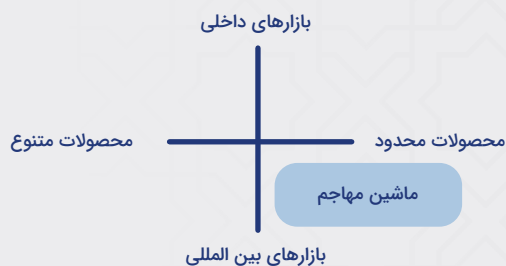 بازارهای داخلی
محصولات محدود
محصولات متنوع
ماشین مهاجم
بازارهای بین المللی